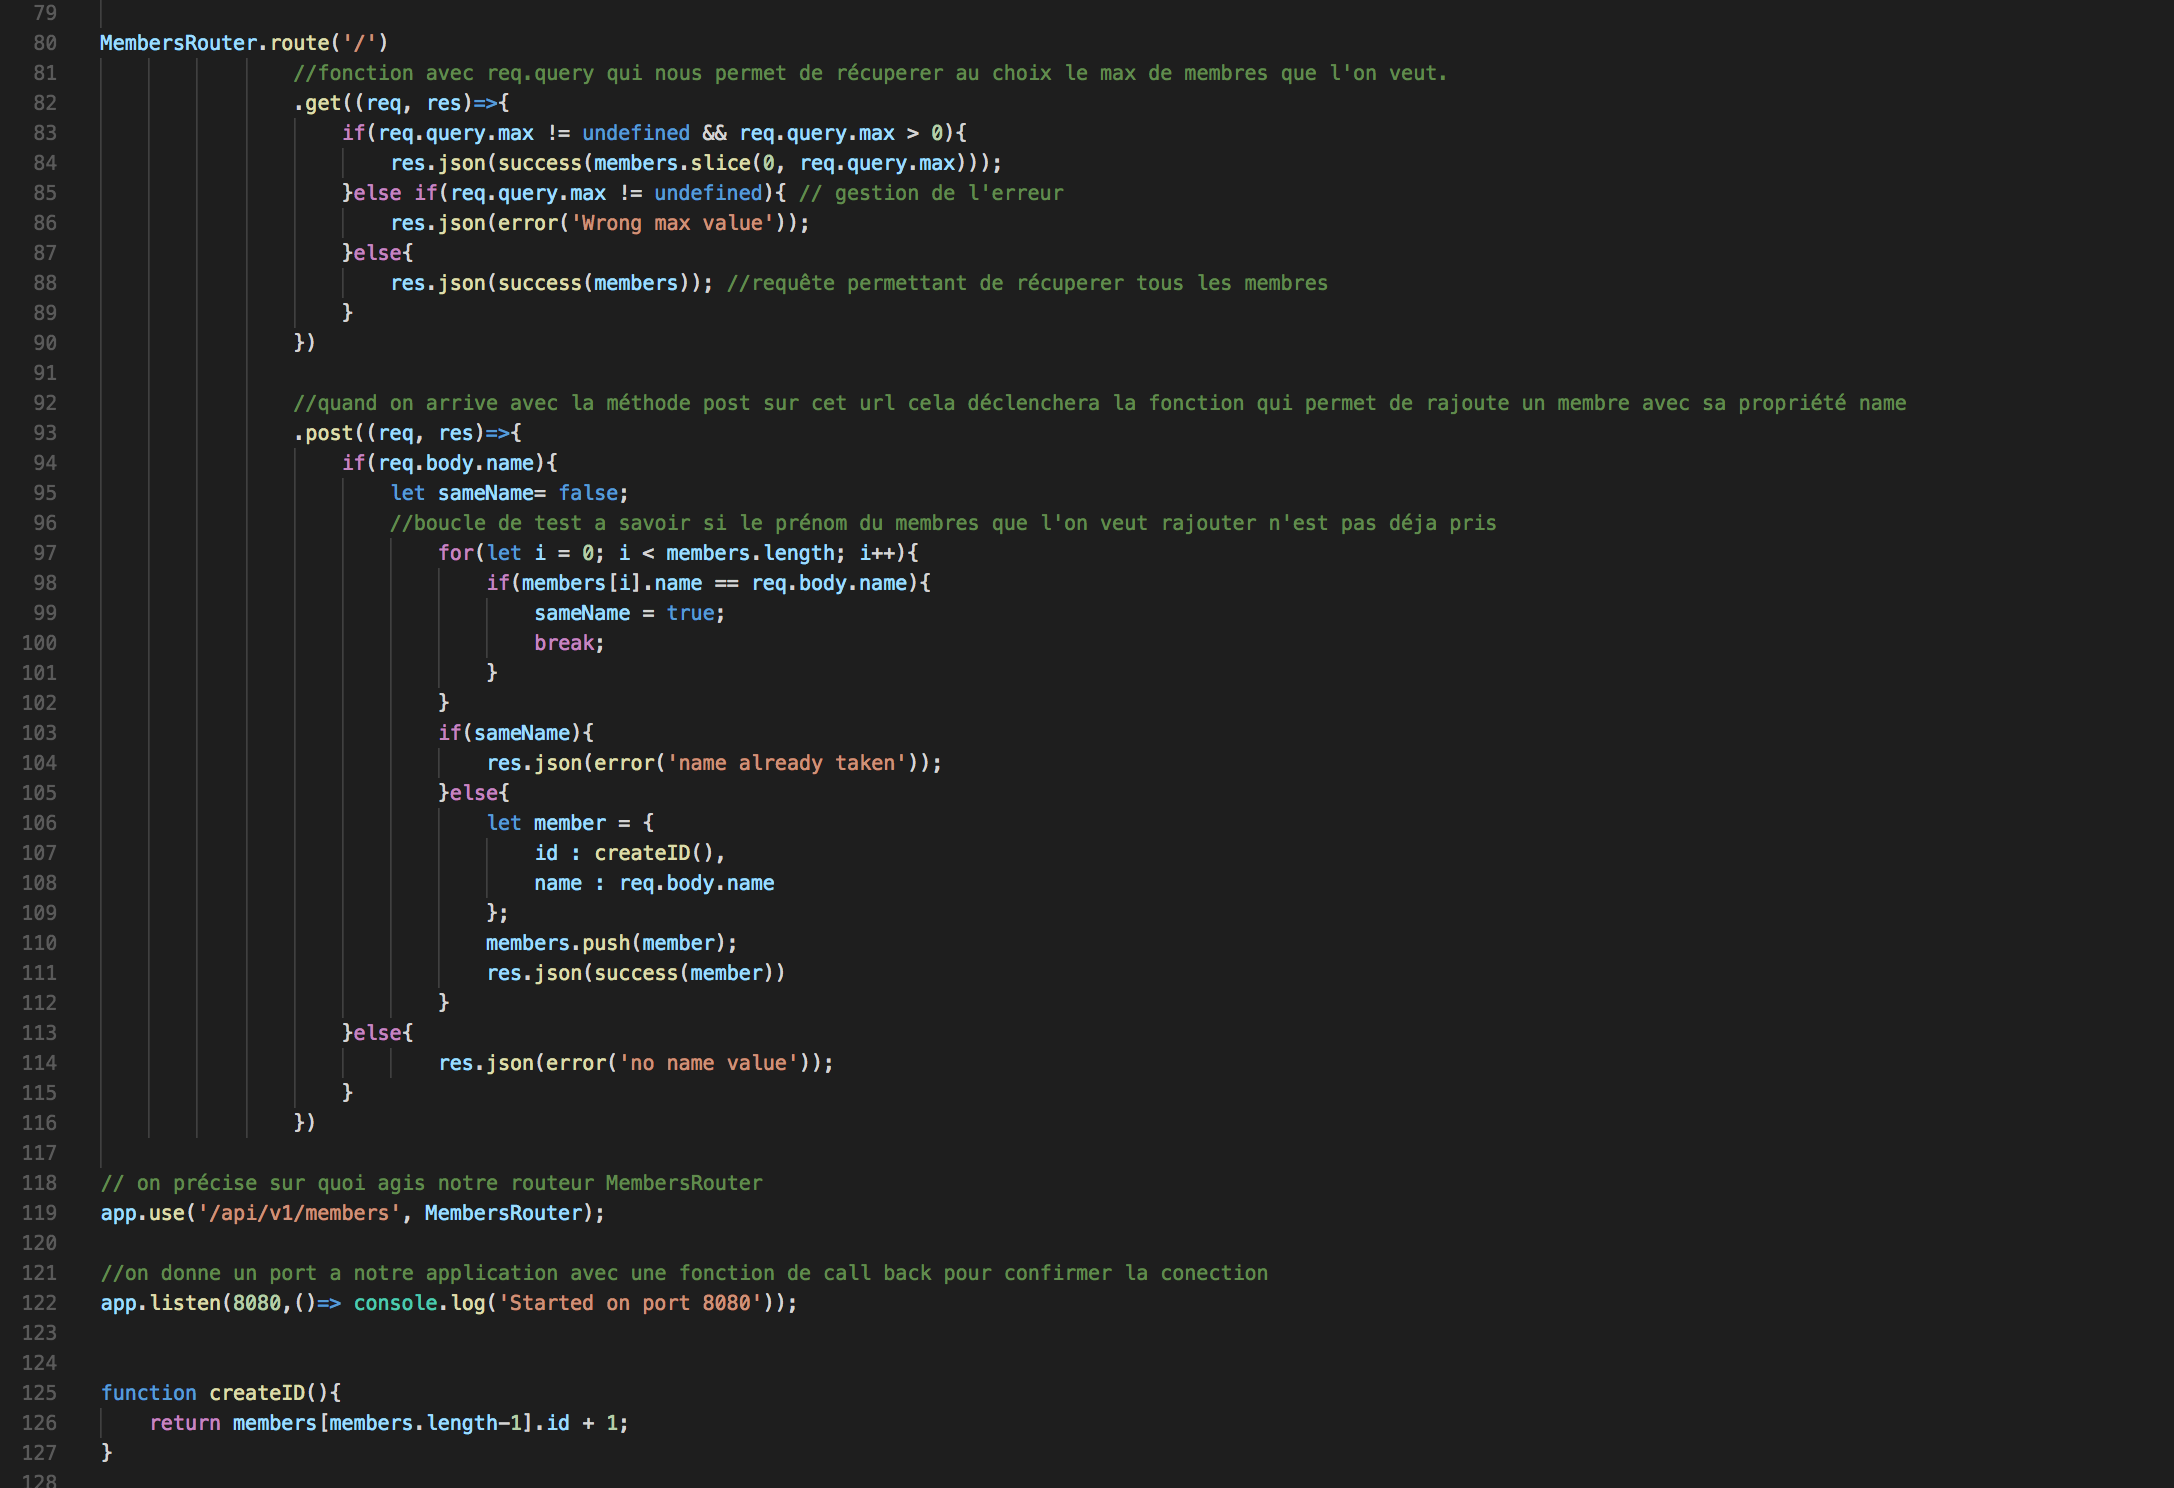 79
80 MembersRouter.route('/')
81 //fonction avec req.query qui nous permet de récuperer au choix le max de membres que l'on veut.
82 .get((req, res)=>{
83 if(req.query.max != undefined && req.query.max > 0){
84 res.json(success(members.slice(0, req.query.max)));
85 }else if(req.query.max != undefined){ // gestion de l'erreur
86 res.json(error('Wrong max value'));
87 }else{
88 res.json(success(members)); //requête permettant de récuperer tous les membres
89 }
90 })
91
92 //quand on arrive avec la méthode post sur cet url cela déclenchera la fonction qui permet de rajoute un membre avec sa propriété name
93 .post((req, res)=>{
94 if(req.body.name){
95 let sameName= false;
96 //boucle de test a savoir si le prénom du membres que l'on veut rajouter n'est pas déja pris
97 for(let i = 0; i < members.length; i++){
98 if(members[i].name == req.body.name){
99 sameName = true;
100 break;
101 }
102 }
103 if(sameName){
104 res.json(error('name already taken'));
105 }else{
106 let member = {
107 id : createID(),
108 name : req.body.name
109 };
110 members.push(member);
111 res.json(success(member))
112 }
113 }else{
114 res.json(error('no name value'));
115 }
116 })
117
118 // on précise sur quoi agis notre routeur MembersRouter
119 app.use('/api/v1/members', MembersRouter);
120
121 //on donne un port a notre application avec une fonction de call back pour confirmer la conection
122 app.listen(8080,()=> console.log('Started on port 8080'));
123
124
125 function createID(){
126 return members[members.length-1].id + 1;
127 }
128